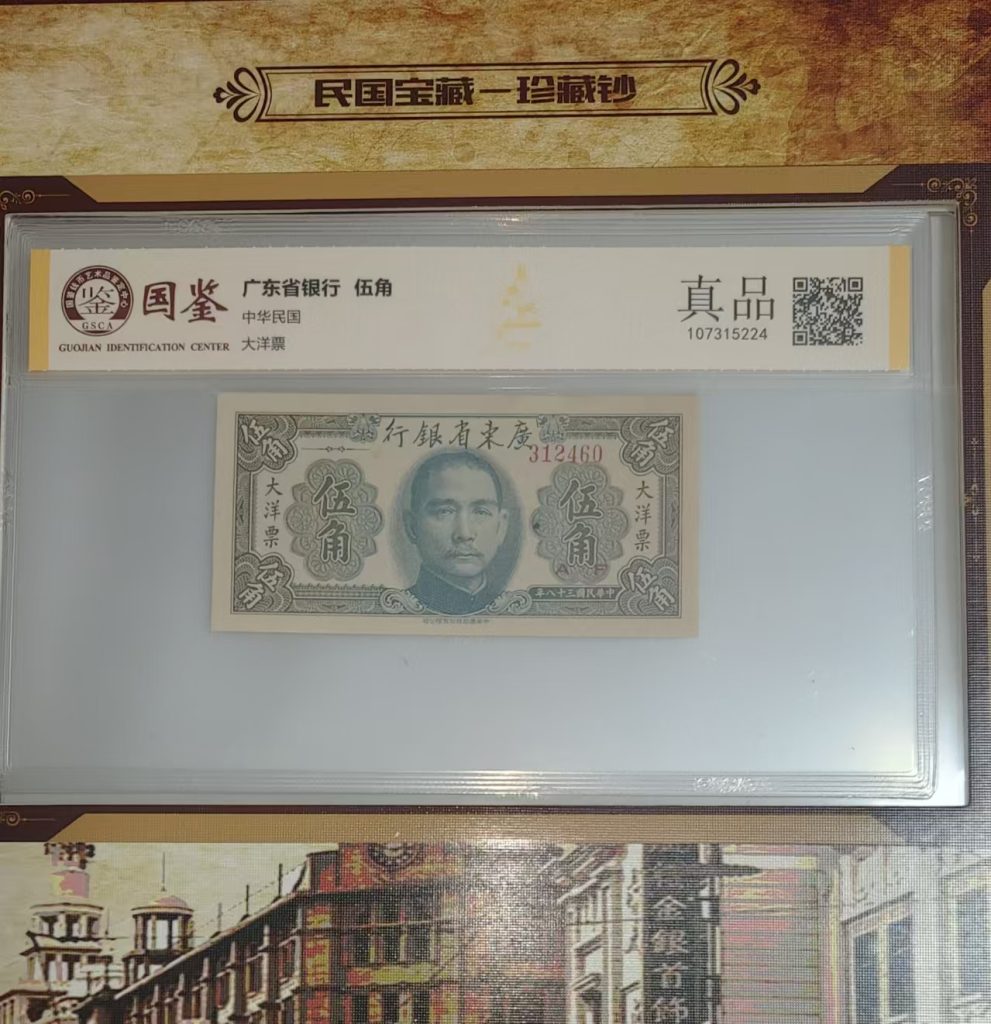 民国宝藏—珍藏钞
GSCA
国鉴
GUOJIAN IDENTIFICATION CENTER
广东省银行 伍角
中华民国
大洋票
真品
107315224
行銀省東廣
312460
伍角
伍角
大洋票
伍角
伍角
大洋票
伍角
伍角
年八十三國民華中
金銀首飾